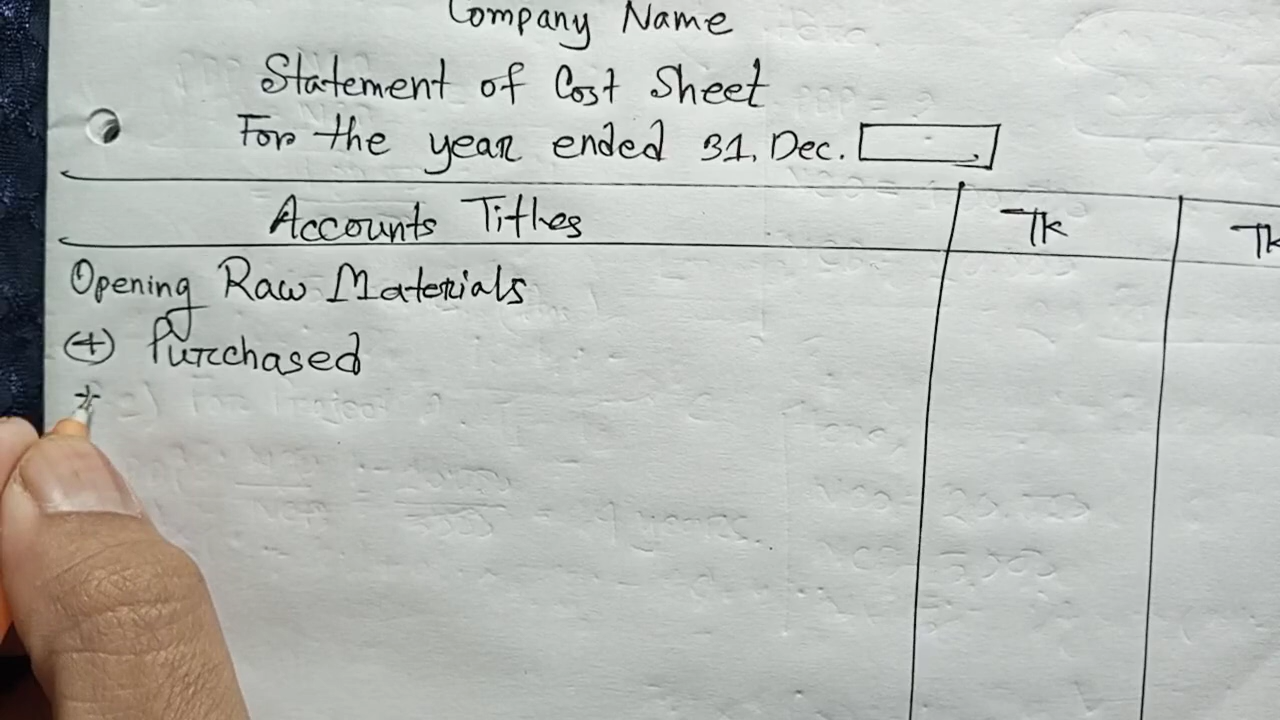 Company Name
Statement of Cost Sheet
For the year ended 31. Dec.
Accounts Titles Tk Tk
Opening Raw Materials
(+) Purchased
+